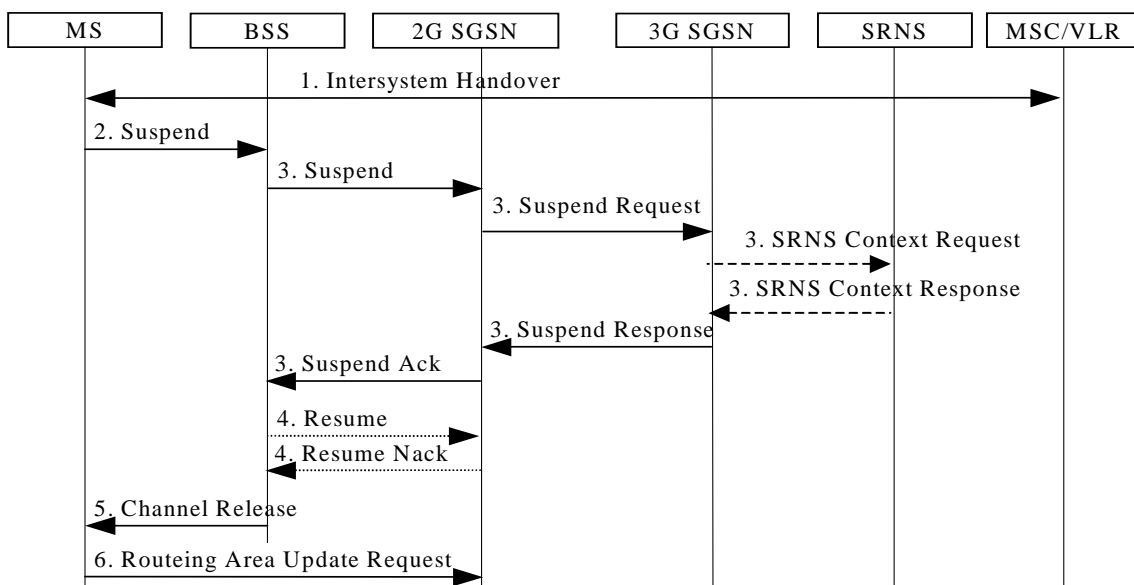 MS
BSS
2G SGSN
3G SGSN
SRNS
MSC/VLR
1. Intersystem Handover
2. Suspend
3. Suspend
3. Suspend Request
3. SRNS Context Request
3. SRNS Context Response
3. Suspend Response
3. Suspend Ack
4. Resume
4. Resume Nack
5. Channel Release
6. Routeing Area Update Request